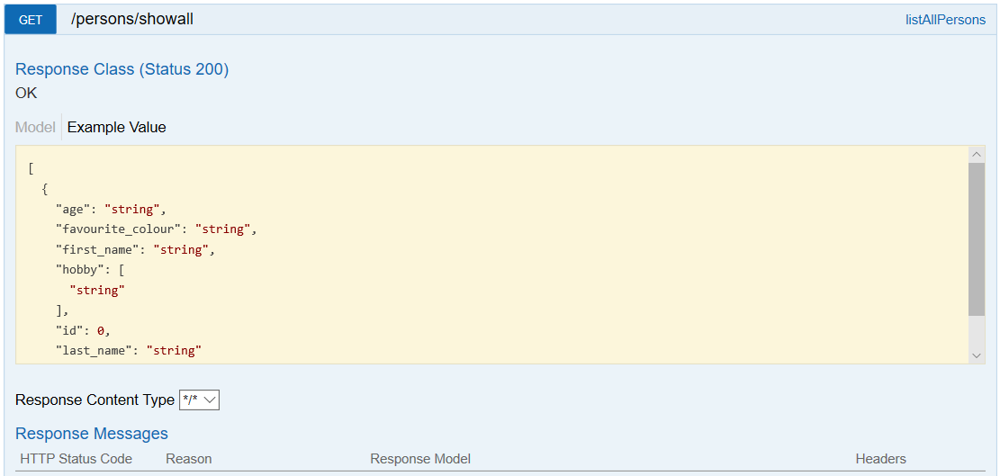 GET /persons/showall listAllPersons
Response Class (Status 200)
OK
Model Example Value
[
  {
    "age": "string",
    "favourite_colour": "string",
    "first_name": "string",
    "hobby": [
      "string"
    ],
    "id": 0,
    "last_name": "string"
Response Content Type */*
Response Messages
HTTP Status Code Reason Response Model Headers